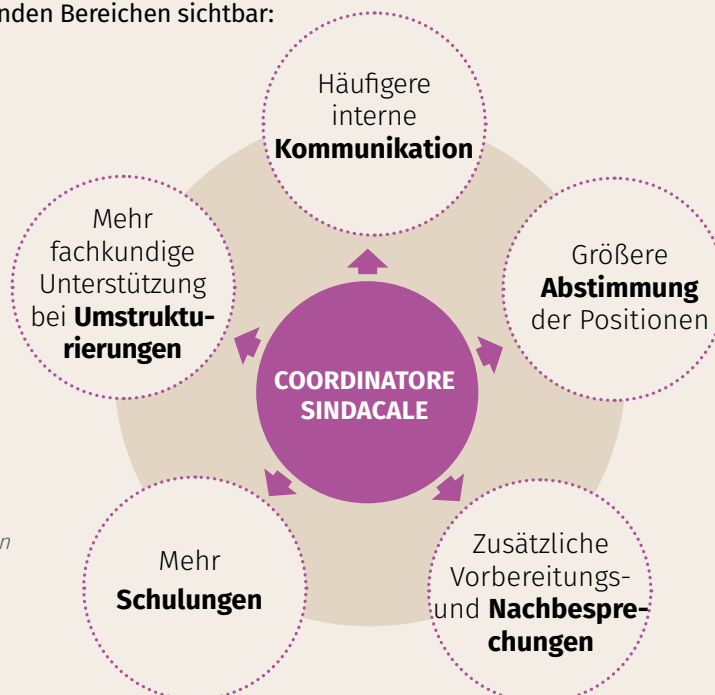 nden Bereichen sichtbar:
Häufigere
interne
Kommunikation
Mehr
fachkundige
Unterstützung
bei Umstruktu-
rierungen
Größere
Abstimmung
der Positionen
COORDINATORE
SINDACALE
n
Mehr
Schulungen
Zusätzliche
Vorbereitungs-
und Nachbespre-
chungen